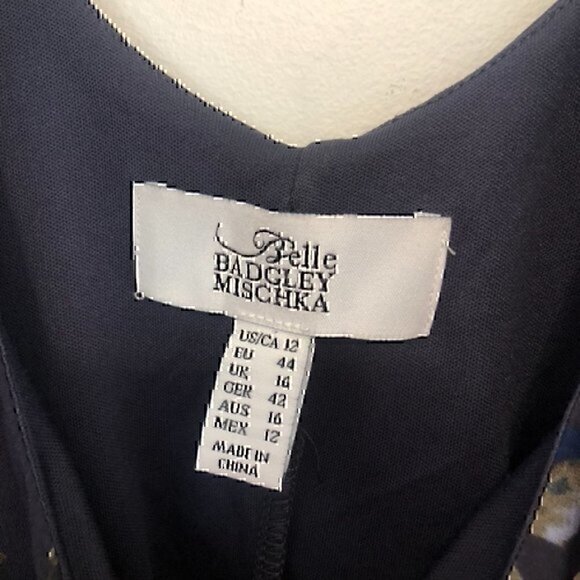 Belle
BADGLEY
MISCHKA
US/CA 12
EU 44
UK 16
GER 42
AUS 16
MEX 12
MADE IN
CHINA